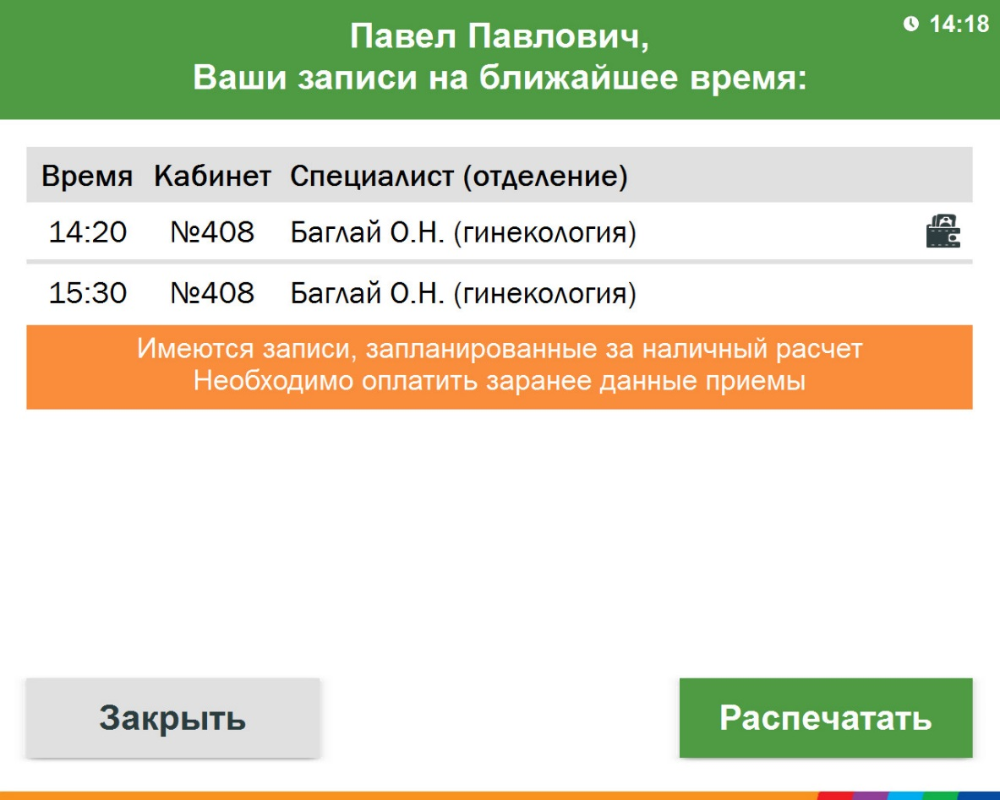 14:18
Павел Павлович,
Ваши записи на ближайшее время:
Время Кабинет Специалист (отделение)
14:20 №408 Баглай О.Н. (гинекология)
15:30 №408 Баглай О.Н. (гинекология)
Имеются записи, запланированные за наличный расчет
Необходимо оплатить заранее данные приемы
Закрыть Распечатать